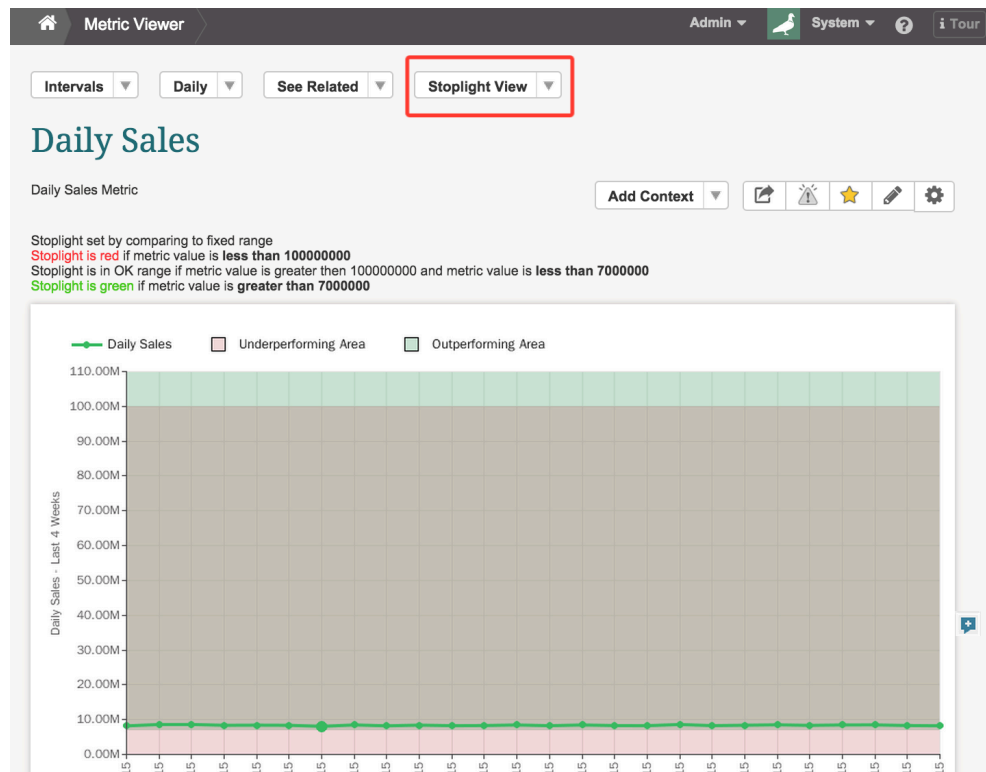 Metric Viewer
Admin
System
?
i Tour
Intervals
Daily
See Related
Stoplight View
Daily Sales
Daily Sales Metric
Add Context
Stoplight set by comparing to fixed range
Stoplight is red if metric value is less than 100000000
Stoplight is in OK range if metric value is greater then 100000000 and metric value is less than 7000000
Stoplight is green if metric value is greater than 7000000
Daily Sales
Underperforming Area
Outperforming Area
110.00M
100.00M
90.00M
80.00M
70.00M
60.00M
50.00M
40.00M
30.00M
20.00M
10.00M
0.00M
Daily Sales - Last 4 Weeks